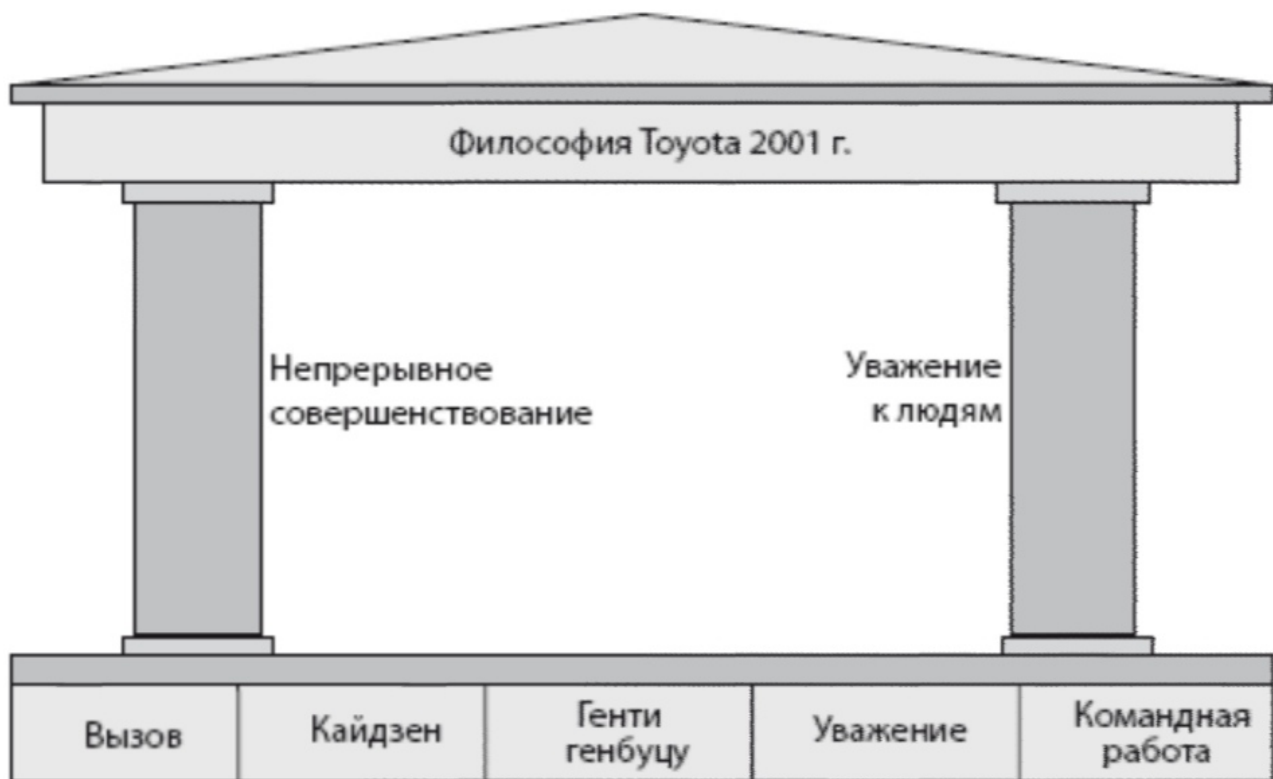 Философия Toyota 2001 г.
Непрерывное
совершенствование
Уважение
к людям
Вызов
Кайдзен
Генти
генбуцу
Уважение
Командная
работа